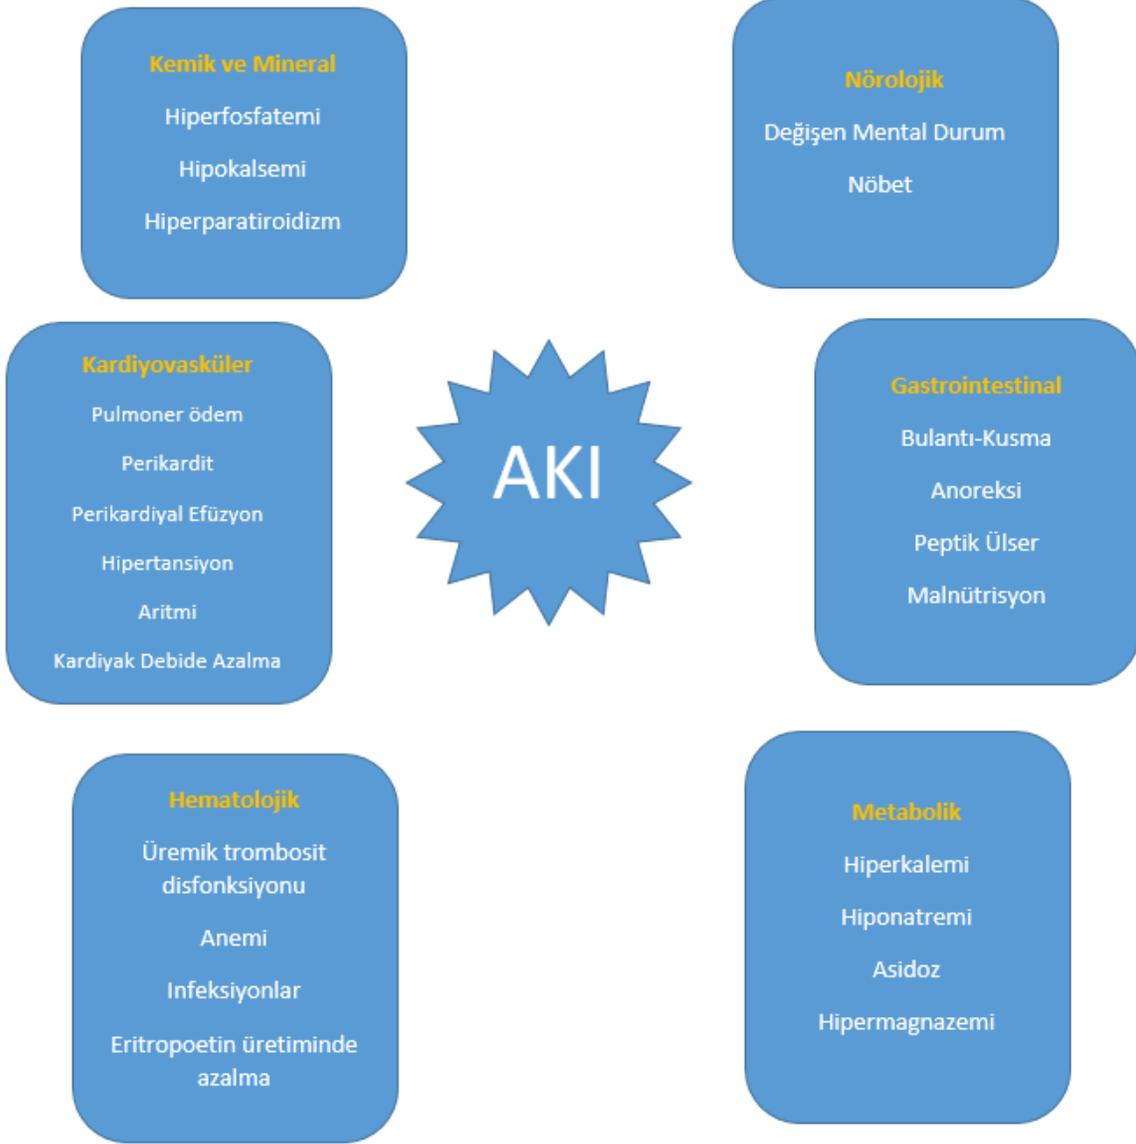 Kemik ve Mineral
Hiperfosfatemi
Hipokalsemi
Hiperparatiroidizm
Nörolojik
Değişen Mental Durum
Nöbet
Kardiyovasküler
Pulmoner ödem
Perikardit
Perikardiyal Efüzyon
Hipertansiyon
Aritmi
Kardiyak Debide Azalma
AKI
Gastrointestinal
Bulantı-Kusma
Anoreksi
Peptik Ülser
Malnütrisyon
Hematolojik
Üremik trombosit
disfonksiyonu
Anemi
Infeksiyonlar
Eritropoetin üretiminde
azalma
Metabolik
Hiperkalemi
Hiponatremi
Asidoz
Hipermagnazemi